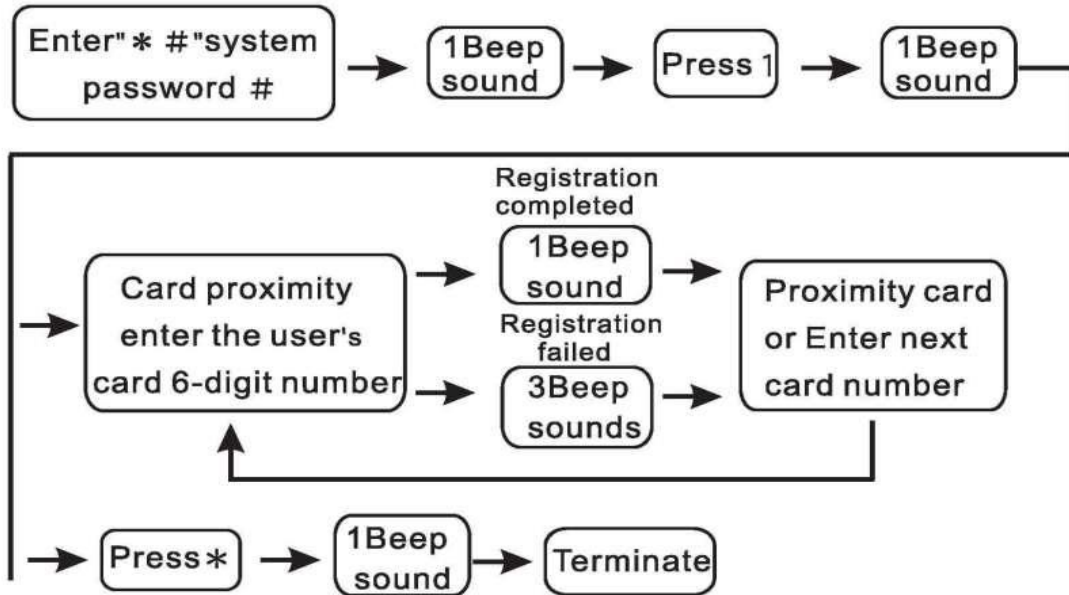 Enter"* #"system
password #
1Beep
sound
Press 1
1Beep
sound
Registration
completed
1Beep
sound
Card proximity
enter the user's
card 6-digit number
Registration
failed
3Beep
sounds
Proximity card
or Enter next
card number
Press*
1Beep
sound
Terminate